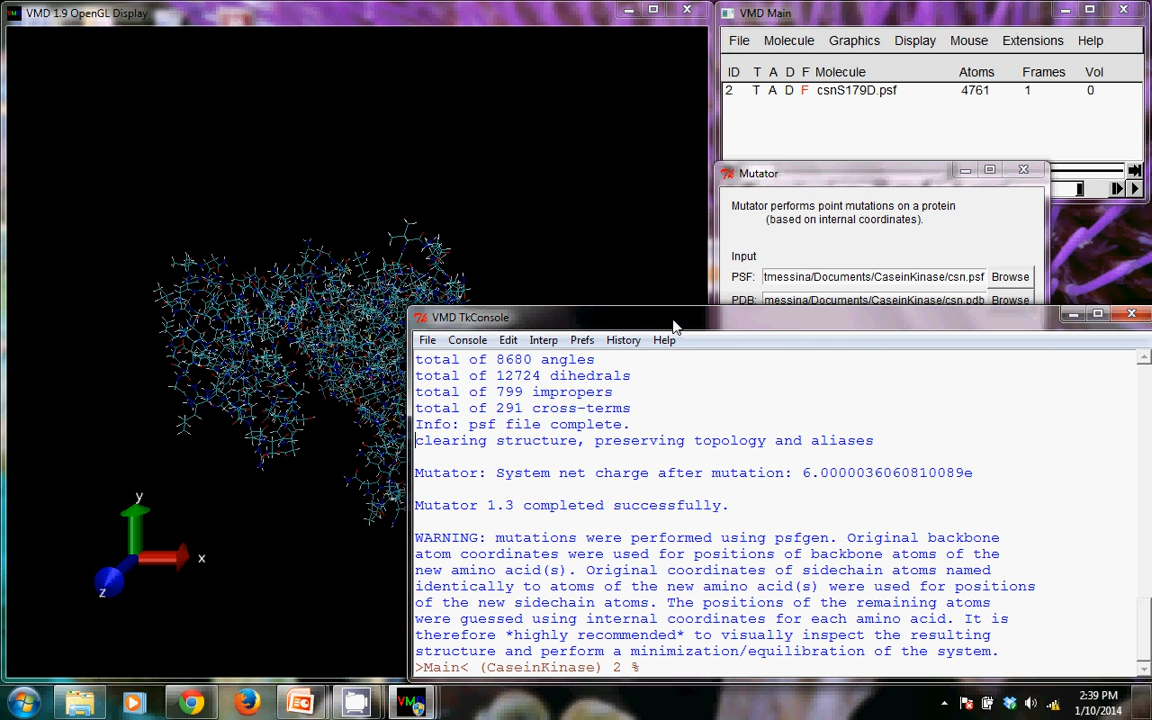 VMD 1.9 OpenGL Display
y
x
z
VMD Main
File Molecule Graphics Display Mouse Extensions Help
ID T A D F Molecule Atoms Frames Vol
2 T A D F csnS179D.psf 4761 1 0
Mutator
Mutator performs point mutations on a protein
(based on internal coordinates).
Input
PSF: tmessina/Documents/CaseinKinase/csn.psf Browse
PDB: tmessina/Documents/CaseinKinase/csn.pdb Browse
VMD TkConsole
File Console Edit Interp Prefs History Help
total of 8680 angles
total of 12724 dihedrals
total of 799 impropers
total of 291 cross-terms
Info: psf file complete.
clearing structure, preserving topology and aliases
Mutator: System net charge after mutation: 6.0000036060810089e
Mutator 1.3 completed successfully.
WARNING: mutations were performed using psfgen. Original backbone
atom coordinates were used for positions of backbone atoms of the
new amino acid(s). Original coordinates of sidechain atoms named
identically to atoms of the new amino acid(s) were used for positions
of the new sidechain atoms. The positions of the remaining atoms
were guessed using internal coordinates for each amino acid. It is
therefore *highly recommended* to visually inspect the resulting
structure and perform a minimization/equilibration of the system.
>Main< (CaseinKinase) 2 %
2:39 PM
1/10/2014